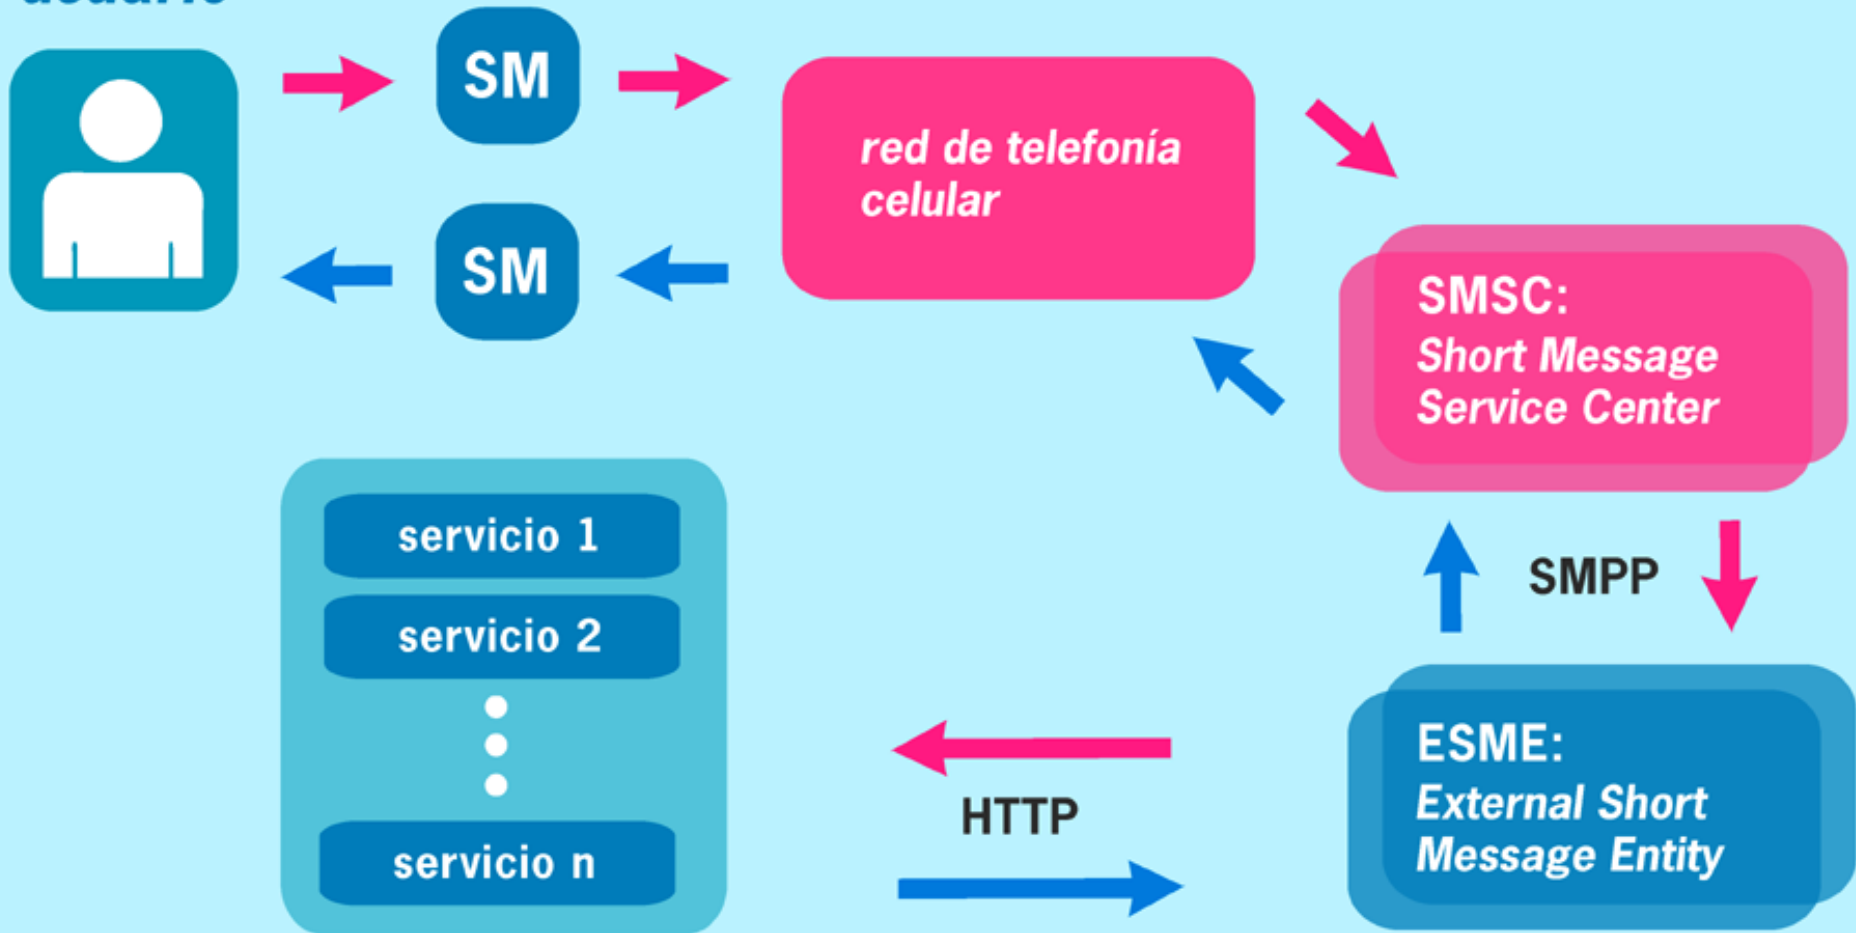 usuario
SM
SM
red de telefonía
celular
SMSC:
Short Message
Service Center
SMPP
ESME:
External Short
Message Entity
HTTP
servicio 1
servicio 2
servicio n